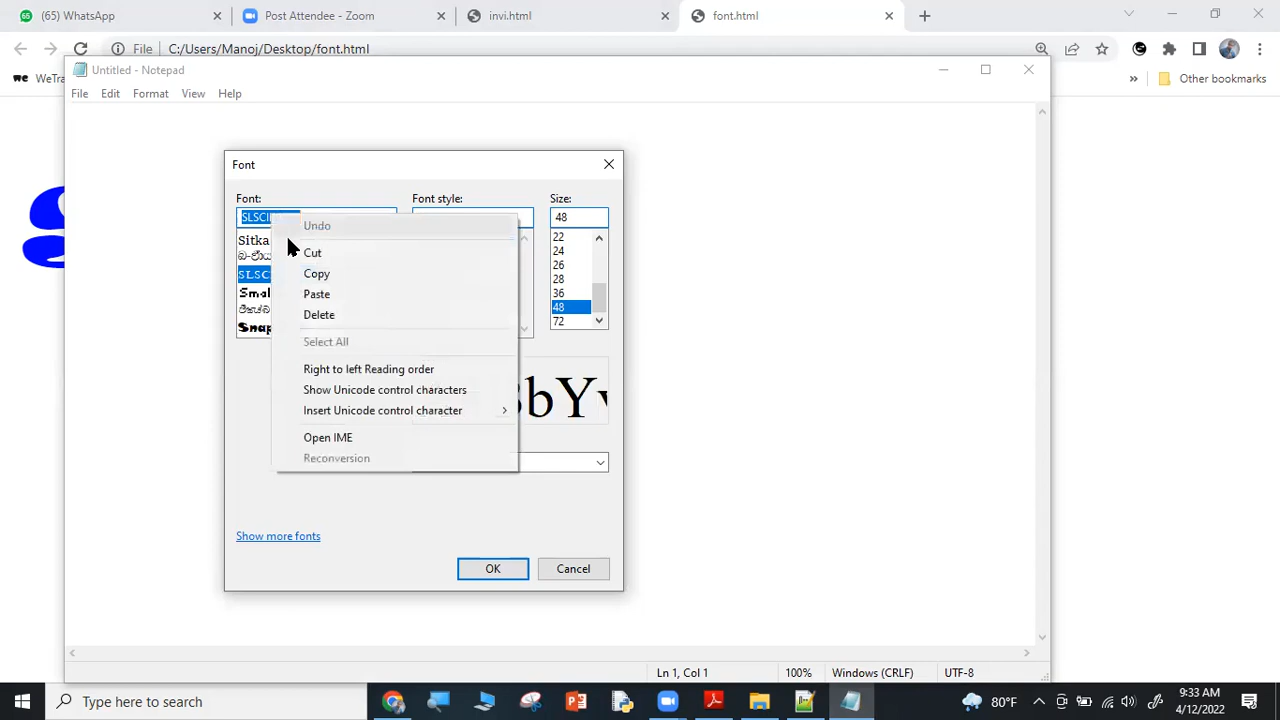 (65) WhatsApp
Post Attendee - Zoom
invi.html
font.html
File
C:/Users/Manoj/Desktop/font.html
Other bookmarks
Untitled - Notepad
File Edit Format View Help
Font
Font: Font style: Size:
48
Sitka
22
24
26
28
36
48
72
Undo
Cut
Copy
Paste
Delete
Select All
Right to left Reading order
Show Unicode control characters
Insert Unicode control character
Open IME
Reconversion
Show more fonts
OK Cancel
Ln 1, Col 1 100% Windows (CRLF) UTF-8
Type here to search
80°F
9:33 AM
4/12/2022